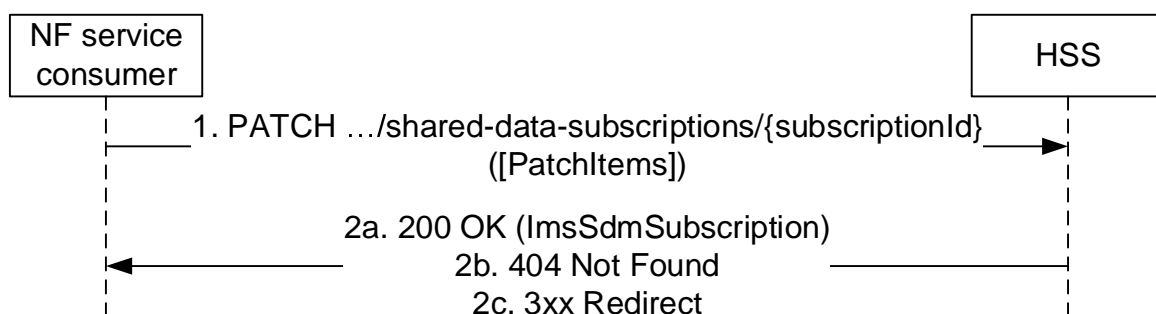 NF service
consumer
HSS
1. PATCH …/shared-data-subscriptions/{subscriptionId}
([PatchItems])
2a. 200 OK (ImsSdmSubscription)
2b. 404 Not Found
2c. 3xx Redirect